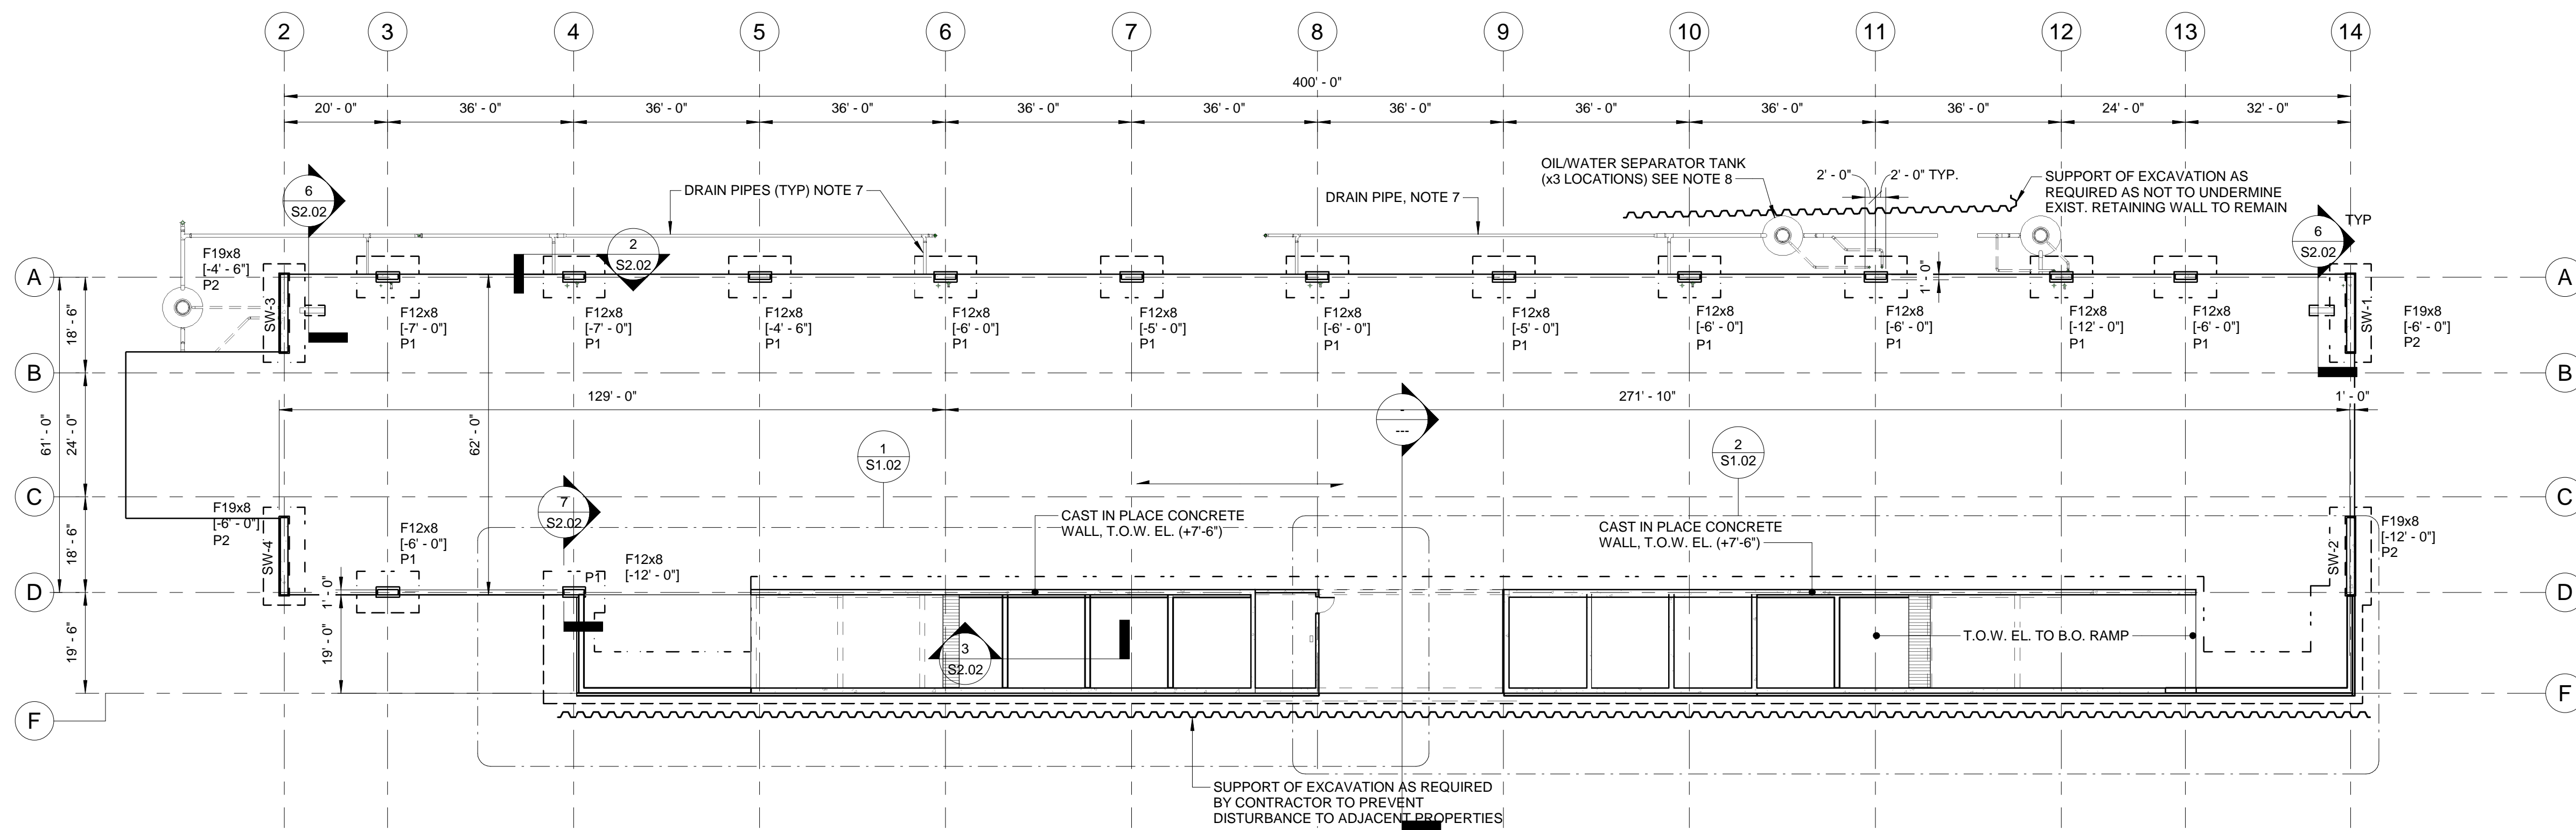 2 3 4 5 6 7 8 9 10 11 12 13 14
400' - 0"
20' - 0" 36' - 0" 36' - 0" 36' - 0" 36' - 0" 36' - 0" 36' - 0" 36' - 0" 36' - 0" 36' - 0" 24' - 0" 32' - 0"
OIL/WATER SEPARATOR TANK
(x3 LOCATIONS) SEE NOTE 8
2' - 0"
2' - 0" TYP.
SUPPORT OF EXCAVATION AS
REQUIRED AS NOT TO UNDERMINE
EXIST. RETAINING WALL TO REMAIN
6
S2.02
DRAIN PIPES (TYP) NOTE 7
DRAIN PIPE, NOTE 7
TYP
6
S2.02
2
S2.02
F19x8
[-4' - 6"]
P2
A
A
1' - 0"
SW-3
SW-1
18' - 6"
F12x8
[-7' - 0"]
P1
F12x8
[-7' - 0"]
P1
F12x8
[-4' - 6"]
P1
F12x8
[-6' - 0"]
P1
F12x8
[-5' - 0"]
P1
F12x8
[-6' - 0"]
P1
F12x8
[-5' - 0"]
P1
F12x8
[-6' - 0"]
P1
F12x8
[-6' - 0"]
P1
F12x8
[-12' - 0"]
P1
F12x8
[-6' - 0"]
P1
F19x8
[-6' - 0"]
P2
B
B
129' - 0"
271' - 10"
1' - 0"
61' - 0"
24' - 0"
62' - 0"
-
---
1
S1.02
2
S1.02
C
C
7
S2.02
F19x8
[-6' - 0"]
P2
F12x8
[-6' - 0"]
P1
CAST IN PLACE CONCRETE
WALL, T.O.W. EL. (+7'-6")
CAST IN PLACE CONCRETE
WALL, T.O.W. EL. (+7'-6")
F19x8
[-12' - 0"]
P2
18' - 6"
SW-4
SW-2
F12x8
[-12' - 0"]
P1
1' - 0"
D
D
19' - 6"
19' - 0"
3
S2.02
T.O.W. EL. TO B.O. RAMP
F
F
SUPPORT OF EXCAVATION AS REQUIRED
BY CONTRACTOR TO PREVENT
DISTURBANCE TO ADJACENT PROPERTIES